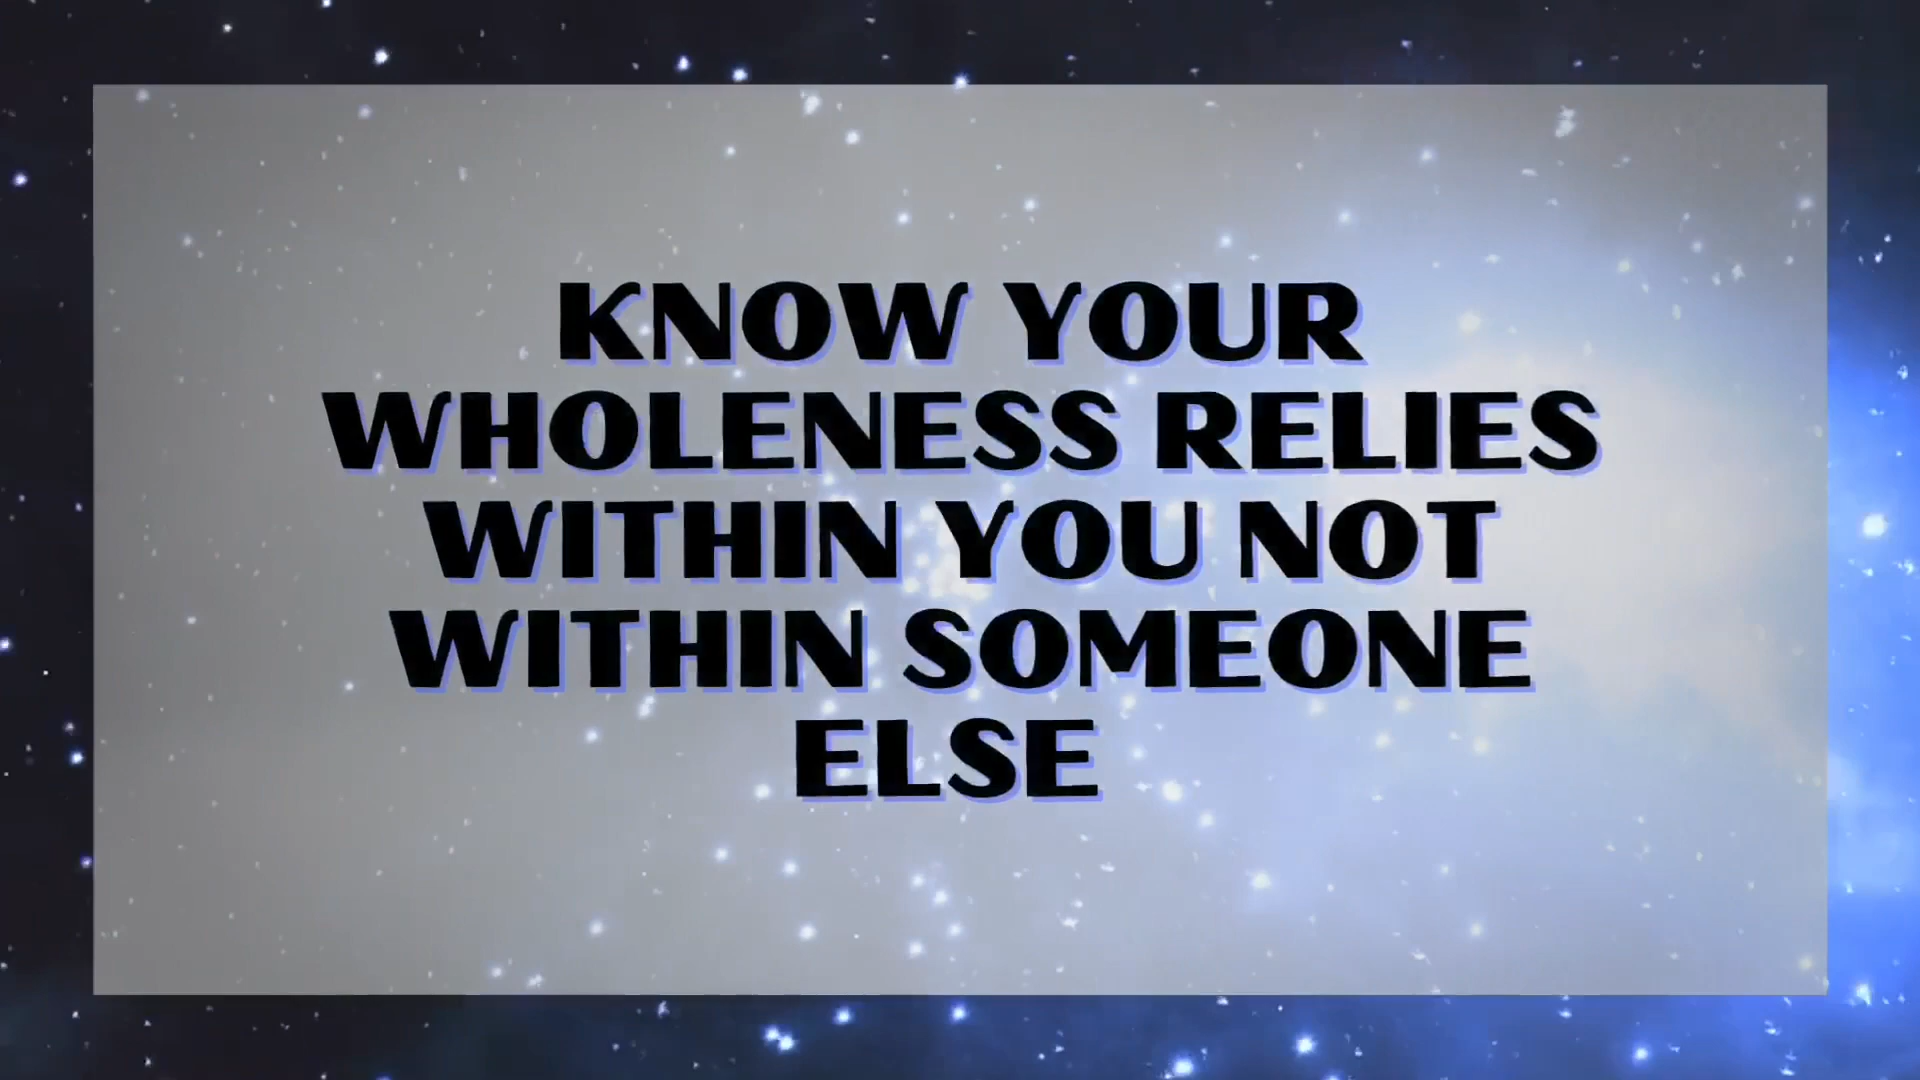 KNOW YOUR
WHOLENESS RELIES
WITHIN YOU NOT
WITHIN SOMEONE
ELSE